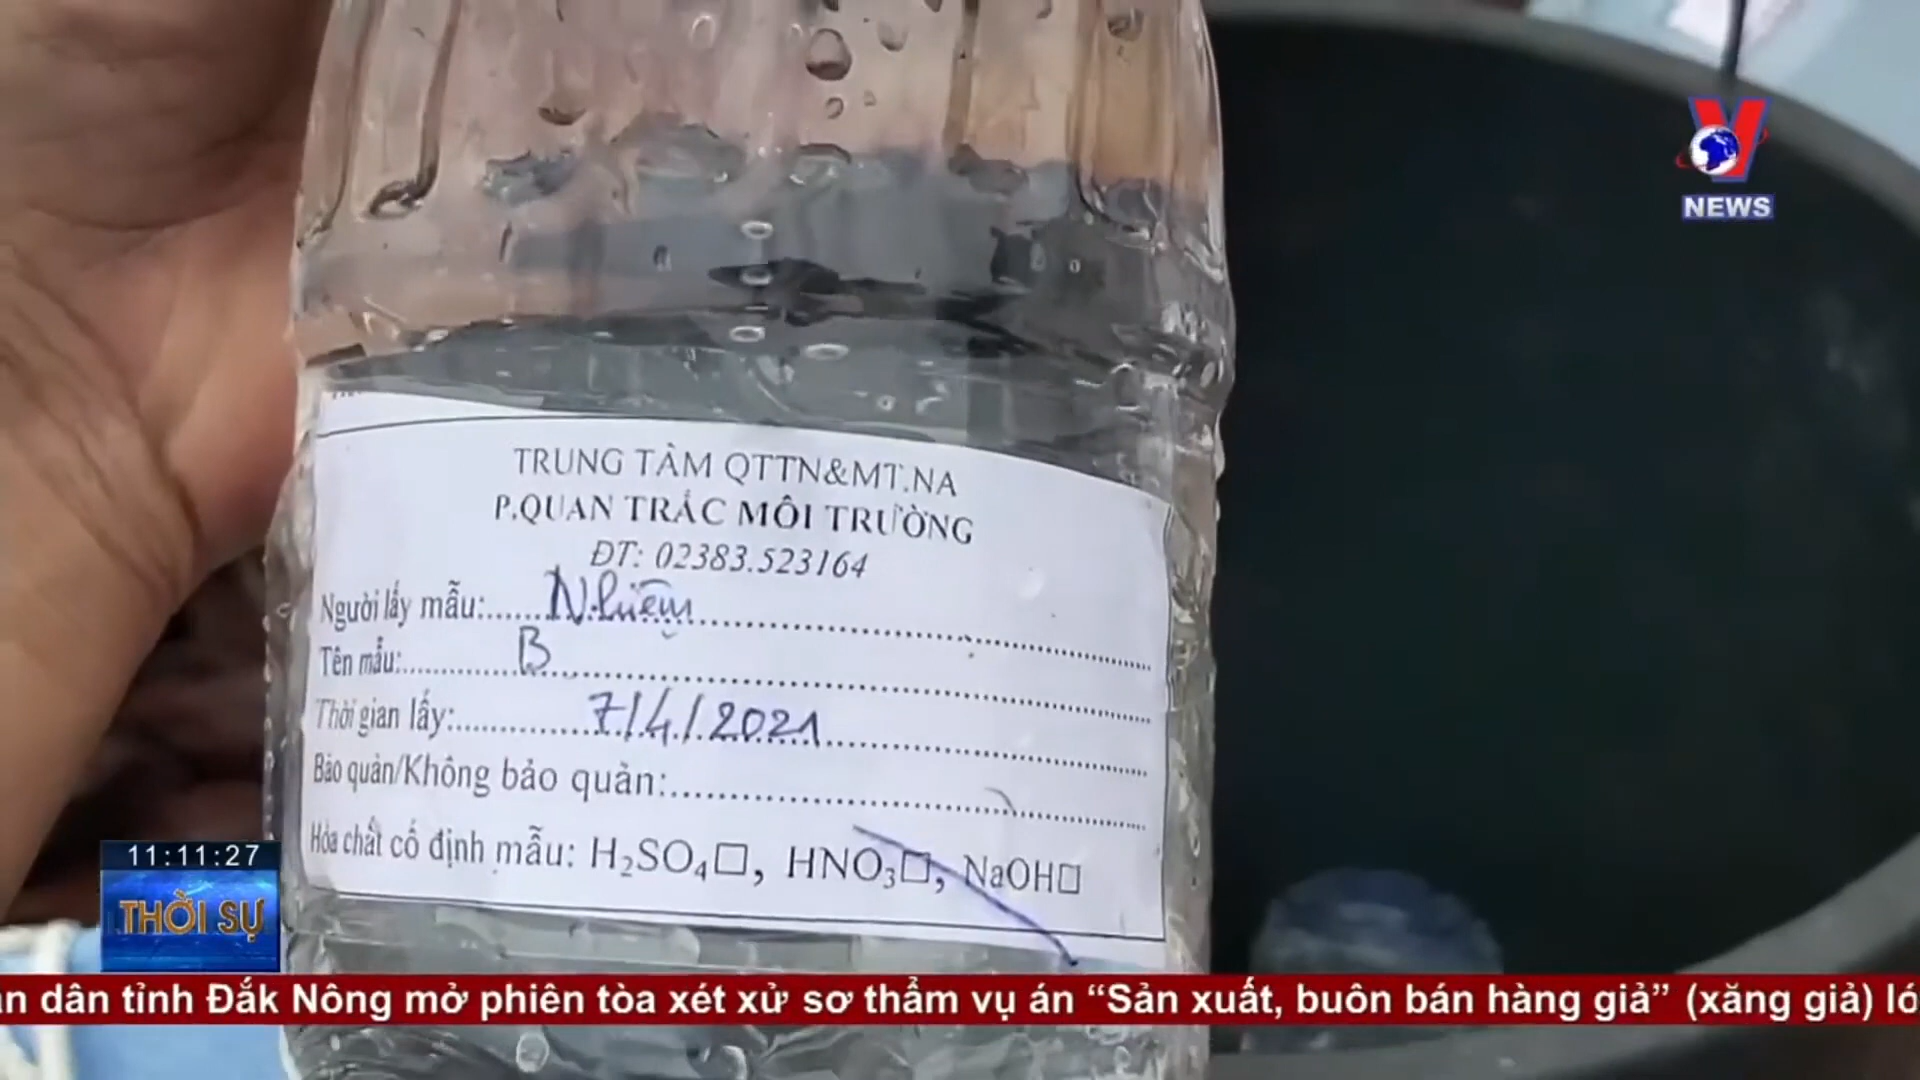 NEWS
TRUNG TÂM QTTN&MT.NA
P.QUAN TRẮC MÔI TRƯỜNG
ĐT: 02383.523164
Người lấy mẫu:......Nhiệm..........
Tên mẫu:..........B..........
Thời gian lấy:..........7/4/2021..........
Bảo quản/Không bảo quản:..........
Hóa chất cố định mẫu: H₂SO₄☐, HNO₃☐, NaOH☐
11:11:27
THỜI SỰ
dân tỉnh Đắk Nông mở phiên tòa xét xử sơ thẩm vụ án “Sản xuất, buôn bán hàng giả” (xăng giả)